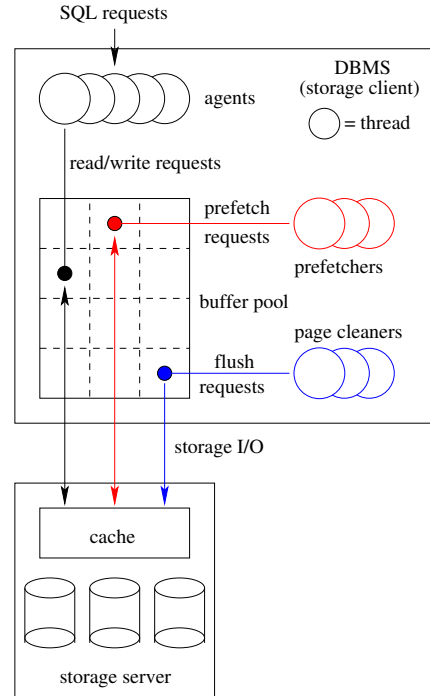 SQL requests
DBMS
(storage client)
= thread
agents
read/write requests
prefetch
requests
prefetchers
buffer pool
page cleaners
flush
requests
storage I/O
cache
storage server